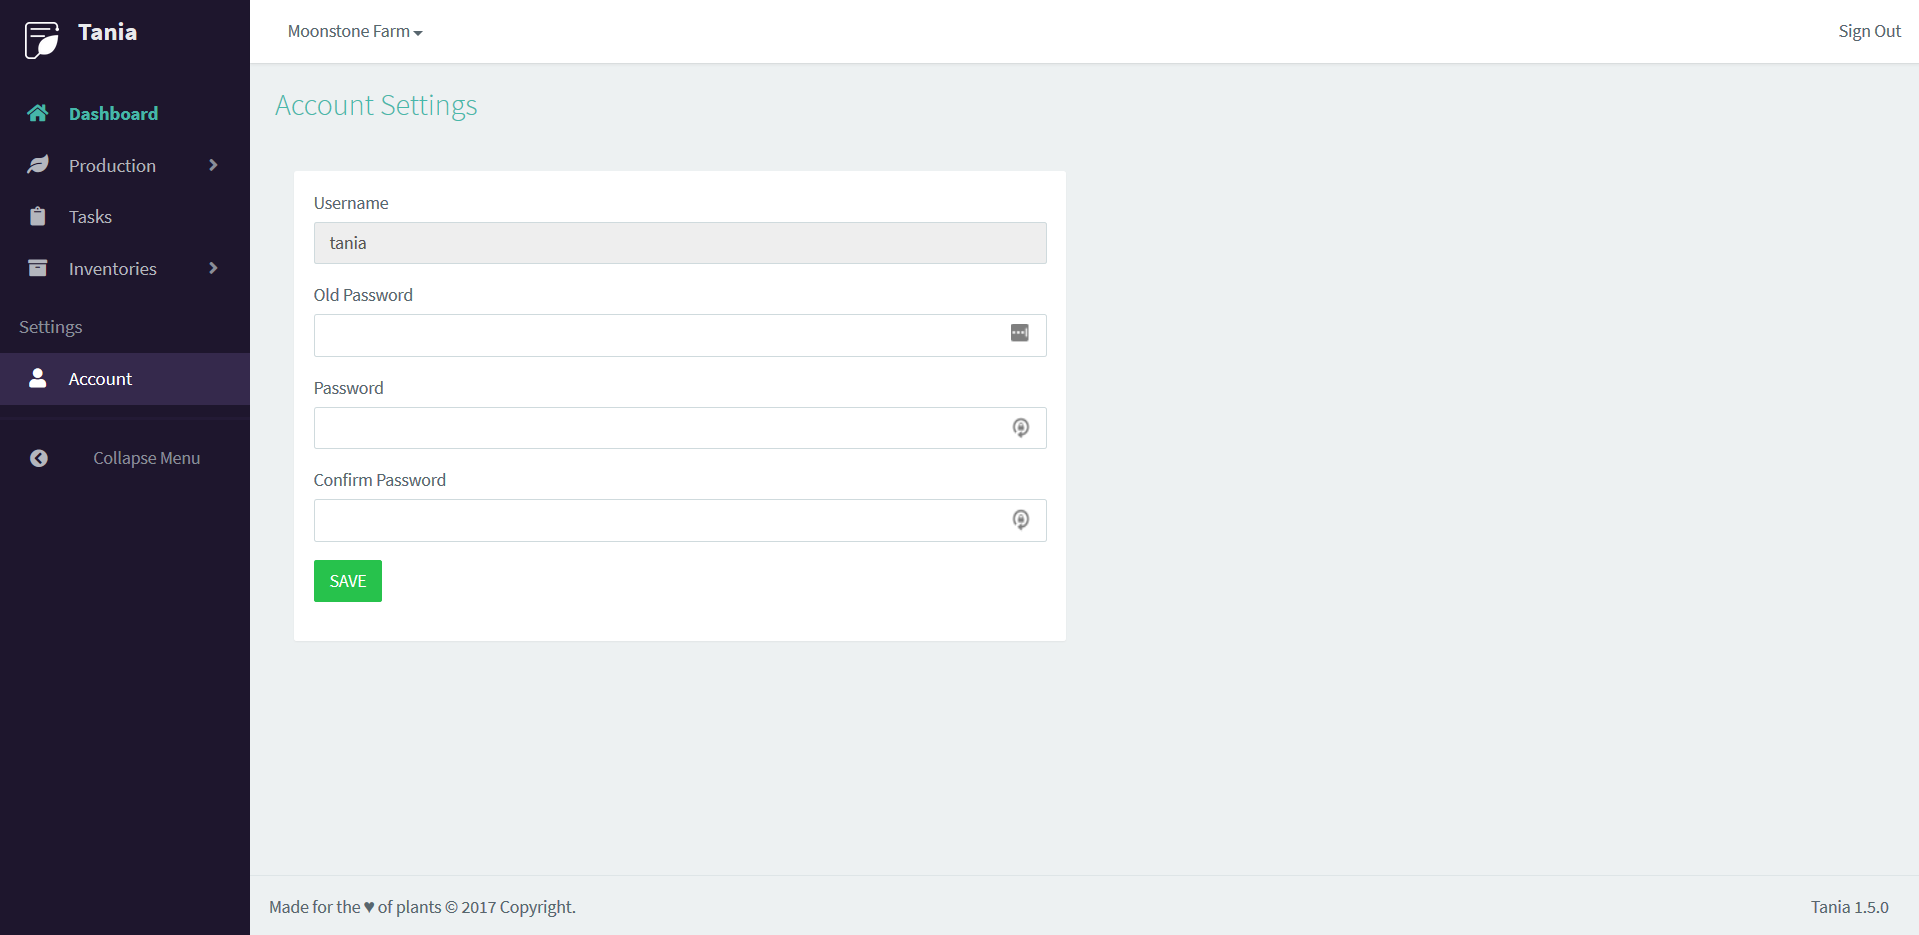 Tania
Moonstone Farm
Sign Out
Dashboard
Production
Tasks
Inventories
Settings
Account
Collapse Menu
Account Settings
Username
tania
Old Password
Password
Confirm Password
SAVE
Made for the ♥ of plants © 2017 Copyright.
Tania 1.5.0